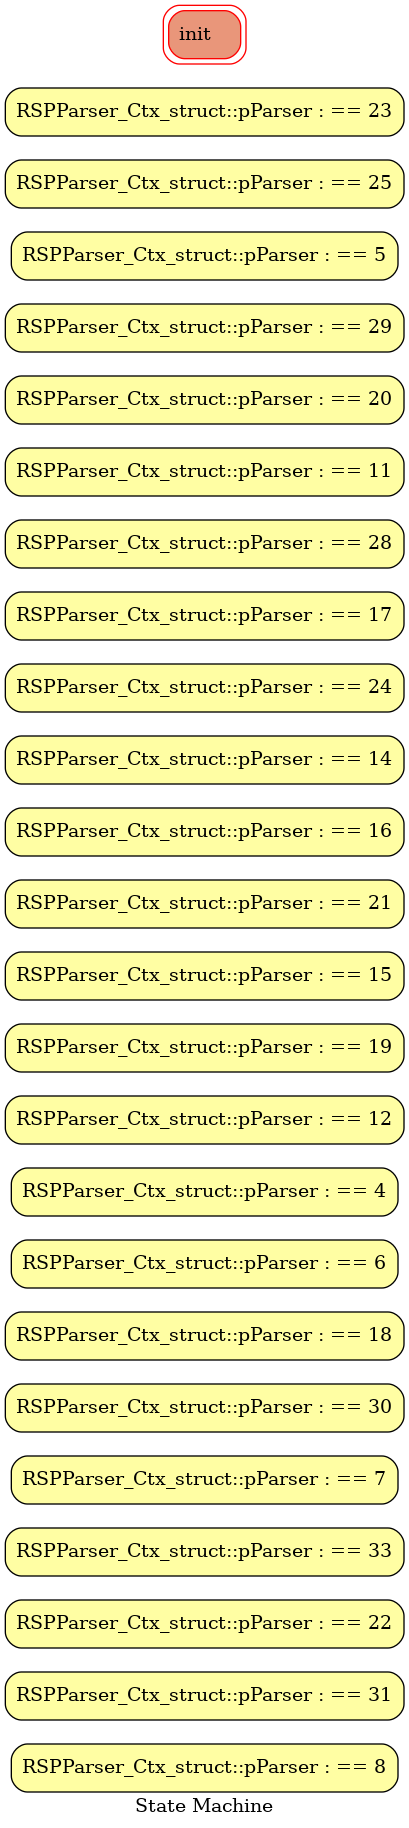 init
RSPParser_Ctx_struct::pParser : == 23
RSPParser_Ctx_struct::pParser : == 25
RSPParser_Ctx_struct::pParser : == 5
RSPParser_Ctx_struct::pParser : == 29
RSPParser_Ctx_struct::pParser : == 20
RSPParser_Ctx_struct::pParser : == 11
RSPParser_Ctx_struct::pParser : == 28
RSPParser_Ctx_struct::pParser : == 17
RSPParser_Ctx_struct::pParser : == 24
RSPParser_Ctx_struct::pParser : == 14
RSPParser_Ctx_struct::pParser : == 16
RSPParser_Ctx_struct::pParser : == 21
RSPParser_Ctx_struct::pParser : == 15
RSPParser_Ctx_struct::pParser : == 19
RSPParser_Ctx_struct::pParser : == 12
RSPParser_Ctx_struct::pParser : == 4
RSPParser_Ctx_struct::pParser : == 6
RSPParser_Ctx_struct::pParser : == 18
RSPParser_Ctx_struct::pParser : == 30
RSPParser_Ctx_struct::pParser : == 7
RSPParser_Ctx_struct::pParser : == 33
RSPParser_Ctx_struct::pParser : == 22
RSPParser_Ctx_struct::pParser : == 31
RSPParser_Ctx_struct::pParser : == 8
State Machine